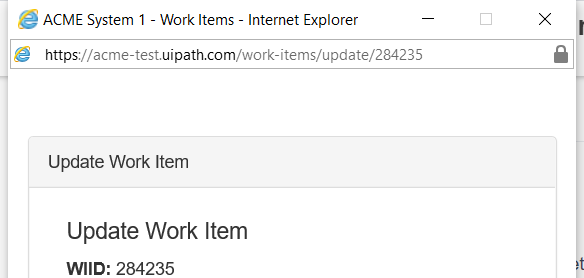 ACME System 1 - Work Items - Internet Explorer
https://acme-test.uipath.com/work-items/update/284235
Update Work Item
Update Work Item
WIID: 284235